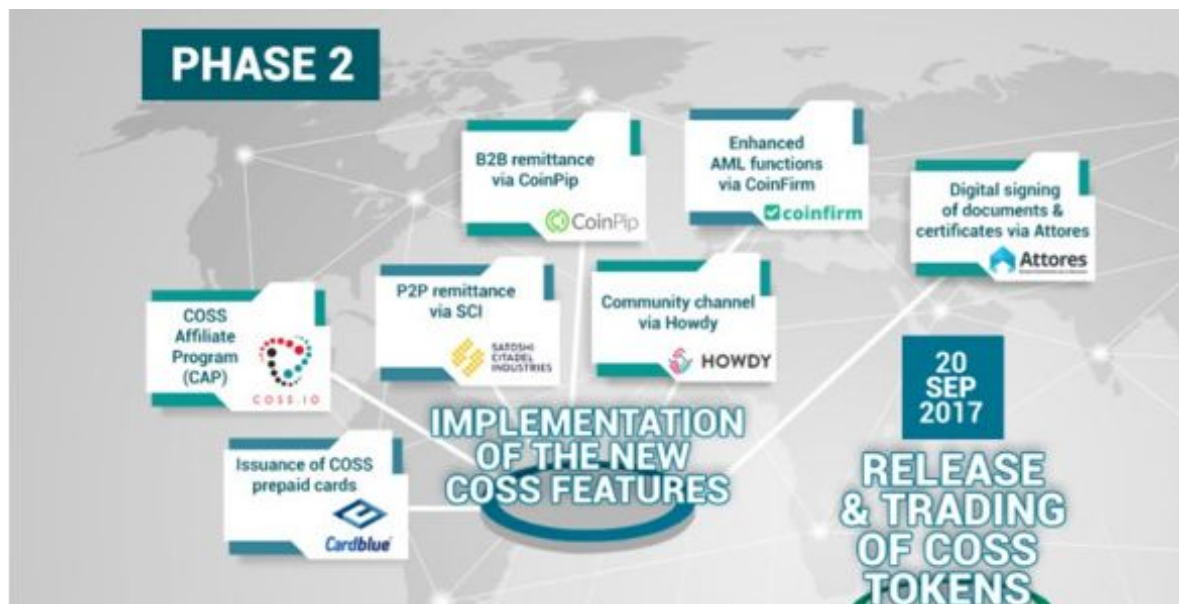 PHASE 2
B2B remittance
via CoinPip
CoinPip
Enhanced
AML functions
via CoinFirm
coinfirm
Digital signing
of documents &
certificates via Attores
Attores
P2P remittance
via SCI
SATOSHI
CITADEL
INDUSTRIES
Community channel
via Howdy
HOWDY
COSS
Affiliate
Program
(CAP)
COSS.IO
Issuance of COSS
prepaid cards
Cardblue
IMPLEMENTATION
OF THE NEW
COSS FEATURES
20
SEP
2017
RELEASE
& TRADING
OF COSS
TOKENS